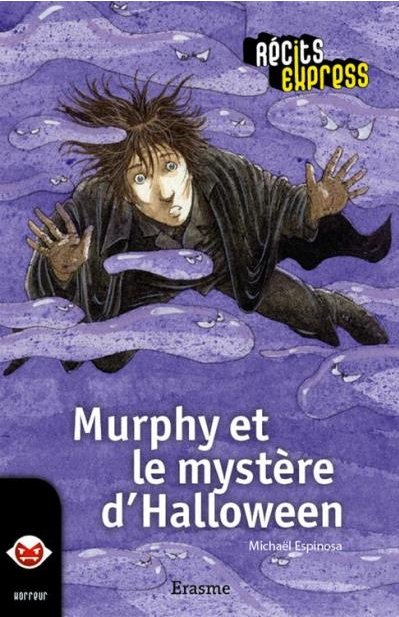 Récits
Express
Murphy et
le mystère
d'Halloween
Michaël Espinosa
Horreur
Erasme